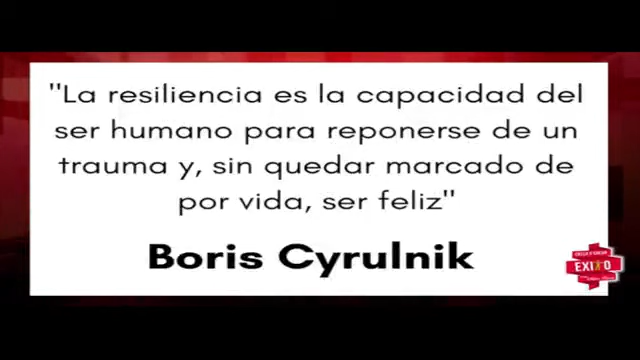 "La resiliencia es la capacidad del
ser humano para reponerse de un
trauma y, sin quedar marcado de
por vida, ser feliz"
Boris Cyrulnik
EXITO